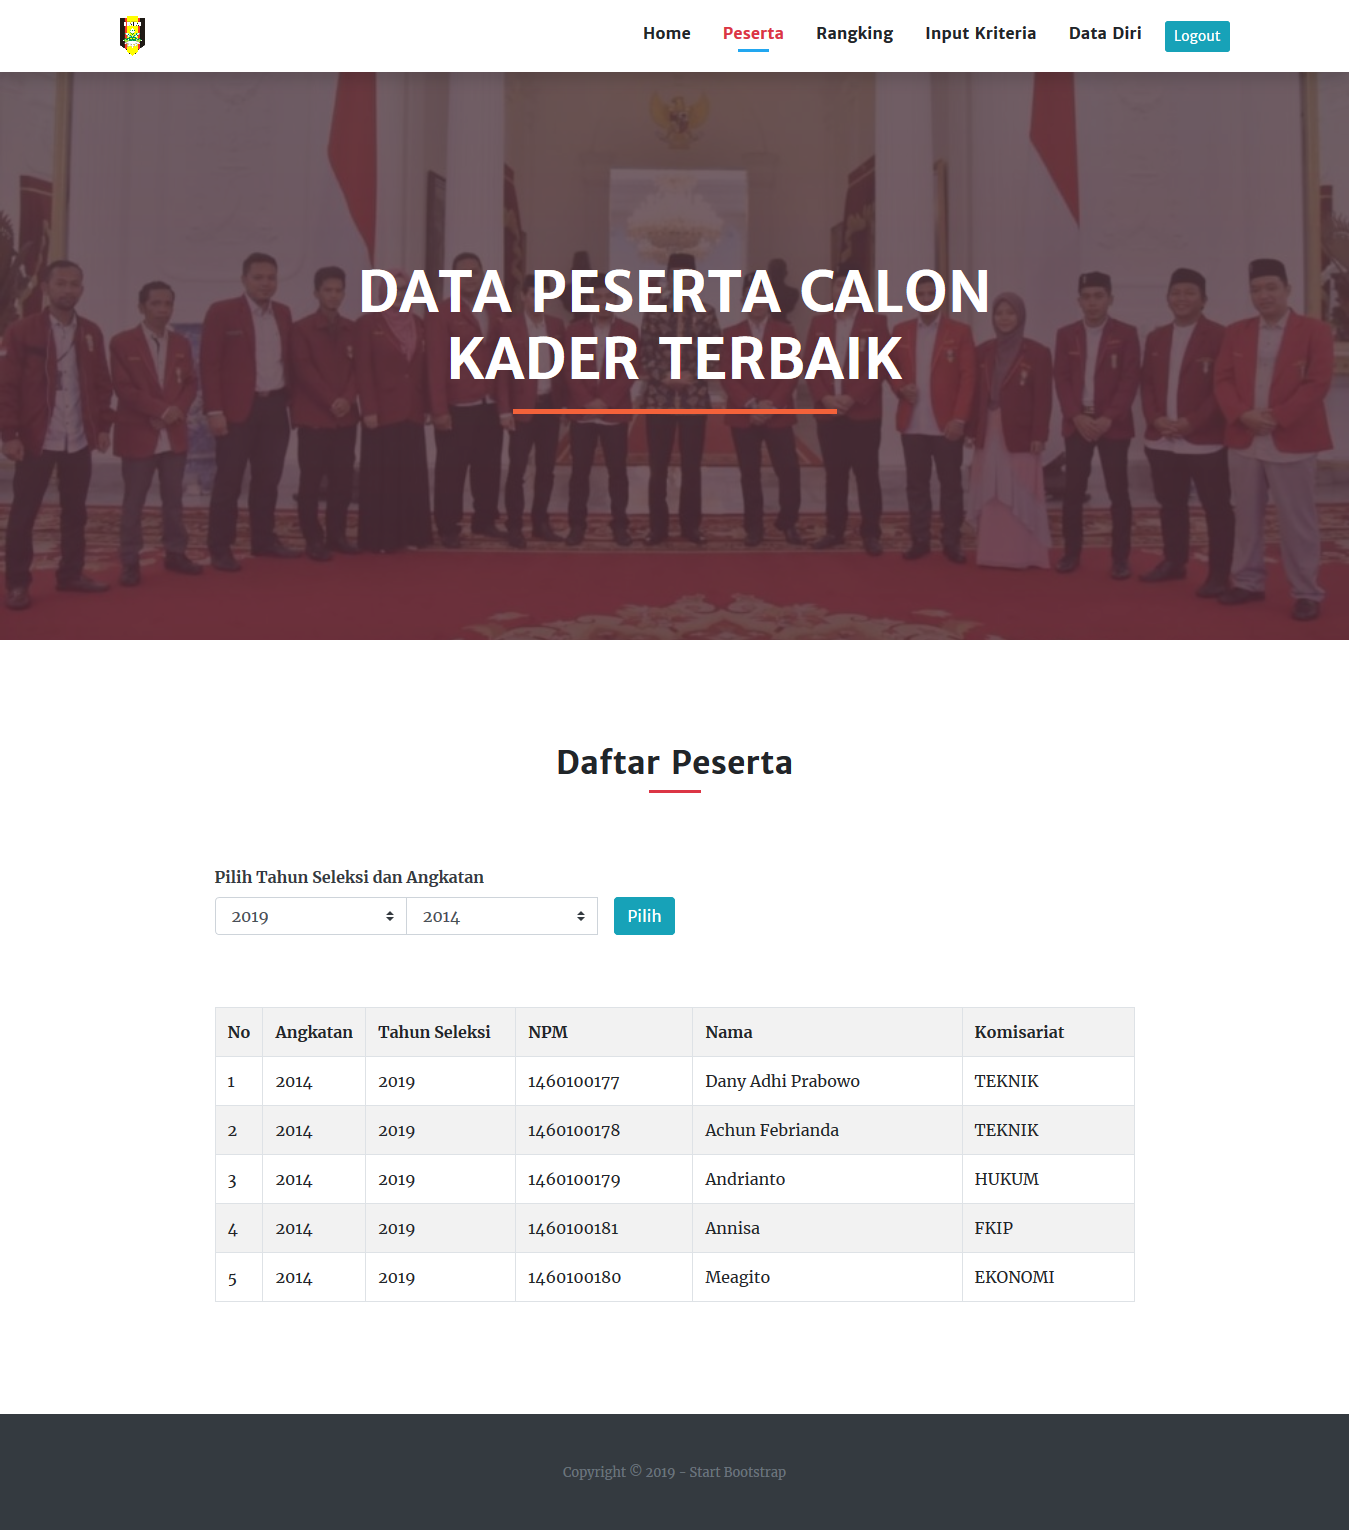 Home Peserta Rangking Input Kriteria Data Diri Logout
DATA PESERTA CALON
KADER TERBAIK
Daftar Peserta
Pilih Tahun Seleksi dan Angkatan
2019 2014 Pilih
No Angkatan Tahun Seleksi NPM Nama Komisariat
1 2014 2019 1460100177 Dany Adhi Prabowo TEKNIK
2 2014 2019 1460100178 Achun Febrianda TEKNIK
3 2014 2019 1460100179 Andrianto HUKUM
4 2014 2019 1460100181 Annisa FKIP
5 2014 2019 1460100180 Meagito EKONOMI
Copyright © 2019 - Start Bootstrap